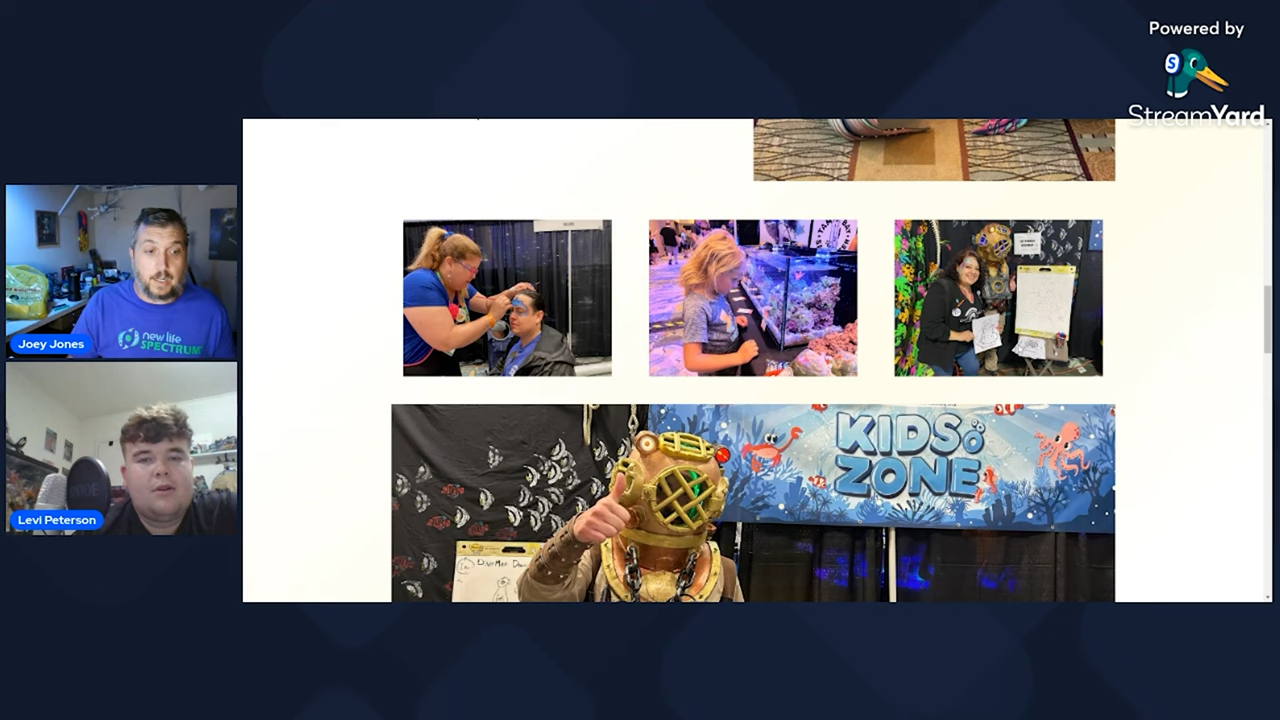 Powered by
S
StreamYard
Joey Jones
new life
SPECTRUM
Levi Peterson
KIDS
ZONE